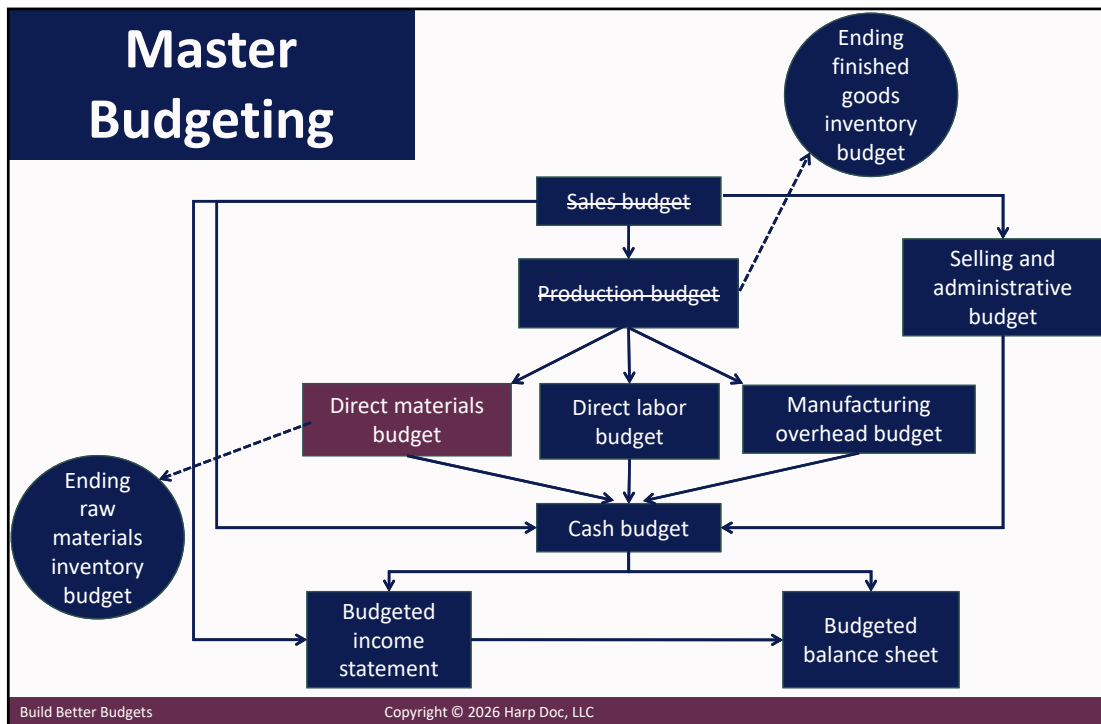 Master
Budgeting
Ending
finished
goods
inventory
budget
Sales budget
Production budget
Selling and
administrative
budget
Direct materials
budget
Direct labor
budget
Manufacturing
overhead budget
Ending
raw
materials
inventory
budget
Cash budget
Budgeted
income
statement
Budgeted
balance sheet
Build Better Budgets
Copyright © 2026 Harp Doc, LLC